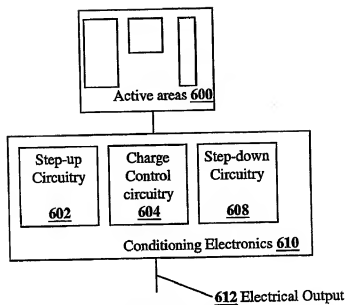 Active areas 600
Step-up
Circuitry
602
Charge
Control
circuitry
604
Step-down
Circuitry
608
Conditioning Electronics 610
612 Electrical Output